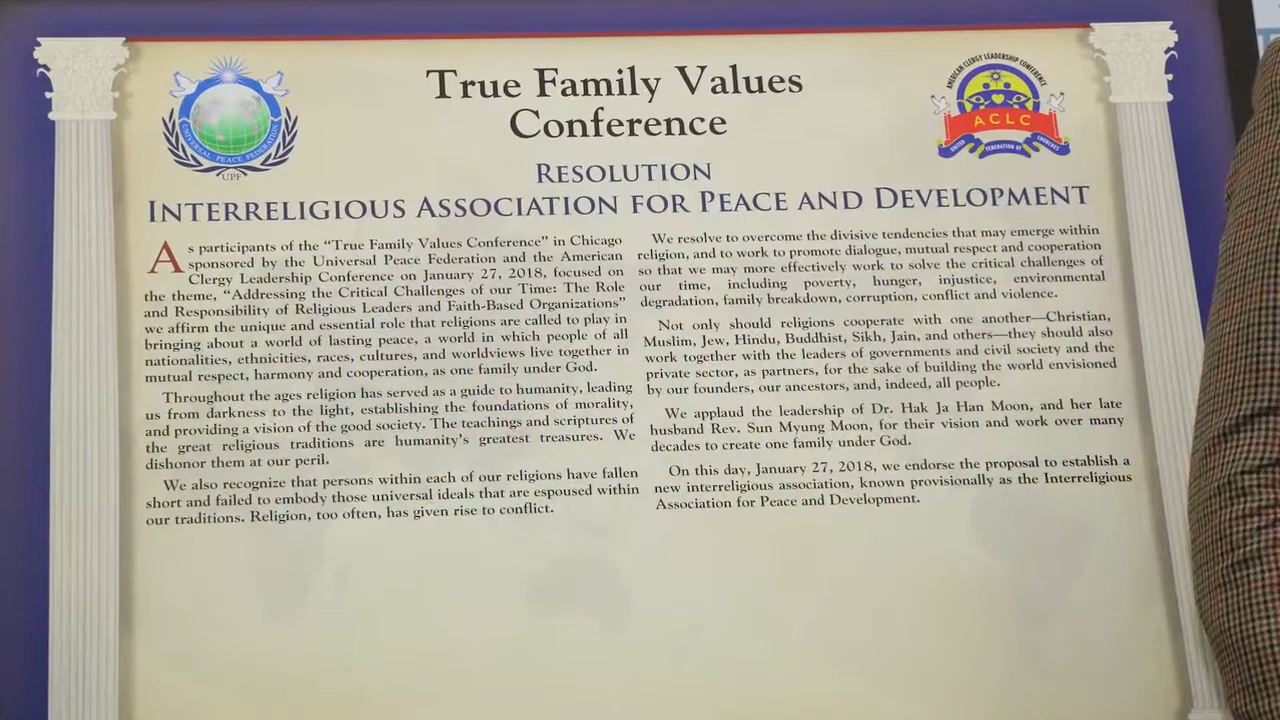 True Family Values
Conference
UNIVERSAL PEACE FEDERATION
UPF
AMERICAN CLERGY LEADERSHIP CONFERENCE
ACLC
UNITED FEDERATION OF CHURCHES
RESOLUTION
INTERRELIGIOUS ASSOCIATION FOR PEACE AND DEVELOPMENT
As participants of the “True Family Values Conference” in Chicago
sponsored by the Universal Peace Federation and the American
Clergy Leadership Conference on January 27, 2018, focused on
the theme, “Addressing the Critical Challenges of our Time: The Role
and Responsibility of Religious Leaders and Faith-Based Organizations”
we affirm the unique and essential role that religions are called to play in
bringing about a world of lasting peace, a world in which people of all
nationalities, ethnicities, races, cultures, and worldviews live together in
mutual respect, harmony and cooperation, as one family under God.
Throughout the ages religion has served as a guide to humanity, leading
us from darkness to the light, establishing the foundations of morality,
and providing a vision of the good society. The teachings and scriptures of
the great religious traditions are humanity’s greatest treasures. We
dishonor them at our peril.
We also recognize that persons within each of our religions have fallen
short and failed to embody those universal ideals that are espoused within
our traditions. Religion, too often, has given rise to conflict.
We resolve to overcome the divisive tendencies that may emerge within
religion, and to work to promote dialogue, mutual respect and cooperation
so that we may more effectively work to solve the critical challenges of
our time, including poverty, hunger, injustice, environmental
degradation, family breakdown, corruption, conflict and violence.
Not only should religions cooperate with one another—Christian,
Muslim, Jew, Hindu, Buddhist, Sikh, Jain, and others—they should also
work together with the leaders of governments and civil society and the
private sector, as partners, for the sake of building the world envisioned
by our founders, our ancestors, and, indeed, all people.
We applaud the leadership of Dr. Hak Ja Han Moon, and her late
husband Rev. Sun Myung Moon, for their vision and work over many
decades to create one family under God.
On this day, January 27, 2018, we endorse the proposal to establish a
new interreligious association, known provisionally as the Interreligious
Association for Peace and Development.